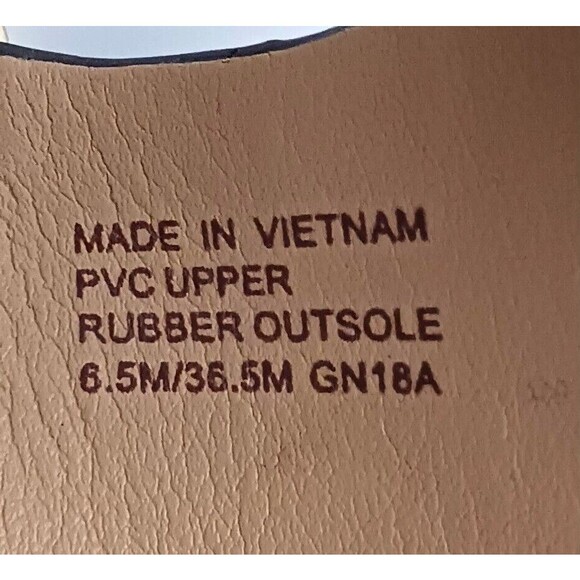 MADE IN VIETNAM
PVC UPPER
RUBBER OUTSOLE
6.5M/36.5M GN18A